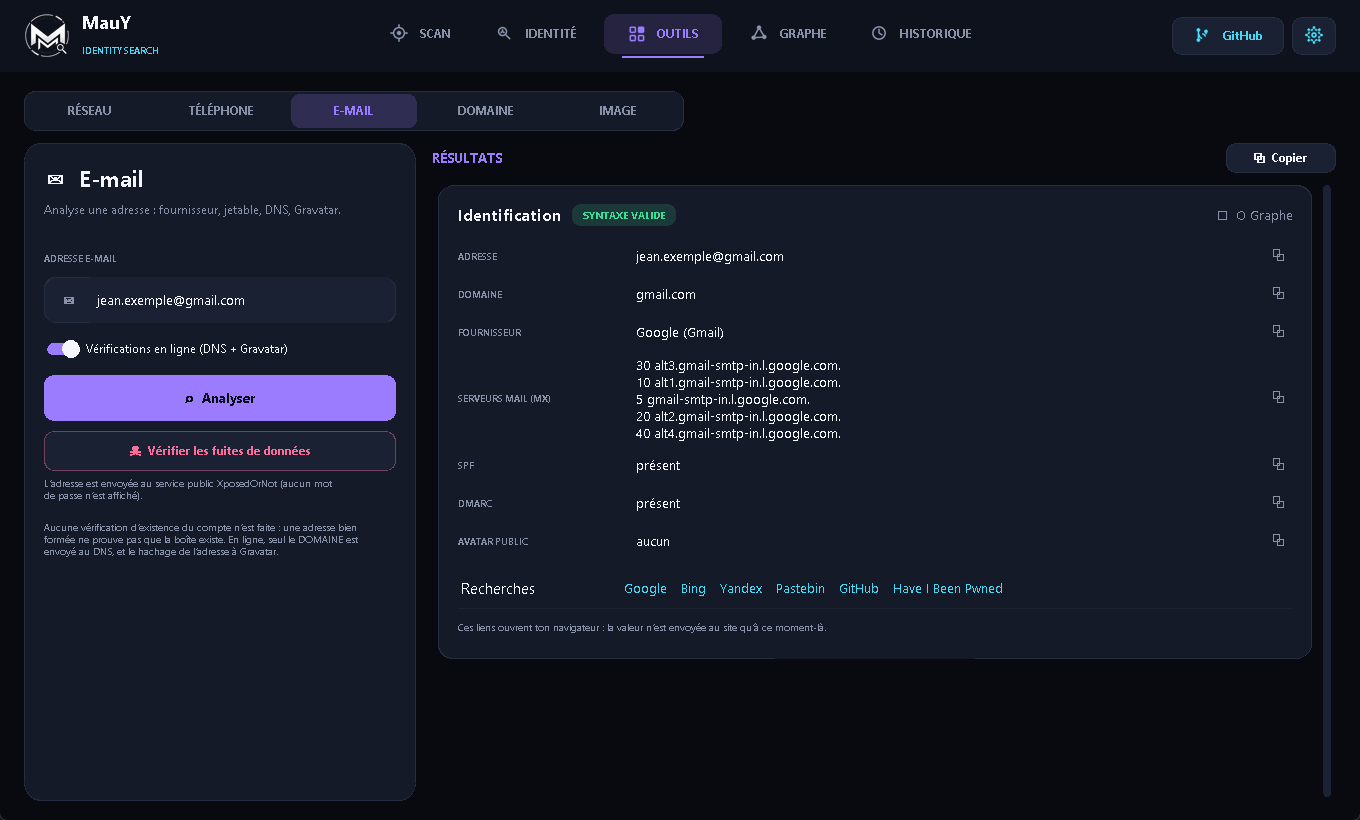 MauY
IDENTITY SEARCH
SCAN
IDENTITÉ
OUTILS
GRAPHE
HISTORIQUE
GitHub
RÉSEAU
TÉLÉPHONE
E-MAIL
DOMAINE
IMAGE
E-mail
Analyse une adresse : fournisseur, jetable, DNS, Gravatar.
ADRESSE E-MAIL
jean.exemple@gmail.com
Vérifications en ligne (DNS + Gravatar)
Analyser
Vérifier les fuites de données
L'adresse est envoyée au service public XposedOrNot (aucun mot
de passe n'est affiché).
Aucune vérification d'existence du compte n'est faite : une adresse bien
formée ne prouve pas que la boîte existe. En ligne, seul le DOMAINE est
envoyé au DNS, et le hachage de l'adresse à Gravatar.
RÉSULTATS
Copier
Identification
SYNTAXE VALIDE
Graphe
ADRESSE
jean.exemple@gmail.com
DOMAINE
gmail.com
FOURNISSEUR
Google (Gmail)
SERVEURS MAIL (MX)
30 alt3.gmail-smtp-in.l.google.com.
10 alt1.gmail-smtp-in.l.google.com.
5 gmail-smtp-in.l.google.com.
20 alt2.gmail-smtp-in.l.google.com.
40 alt4.gmail-smtp-in.l.google.com.
SPF
présent
DMARC
présent
AVATAR PUBLIC
aucun
Recherches
Google Bing Yandex Pastebin GitHub Have I Been Pwned
Ces liens ouvrent ton navigateur : la valeur n'est envoyée au site qu'à ce moment-là.